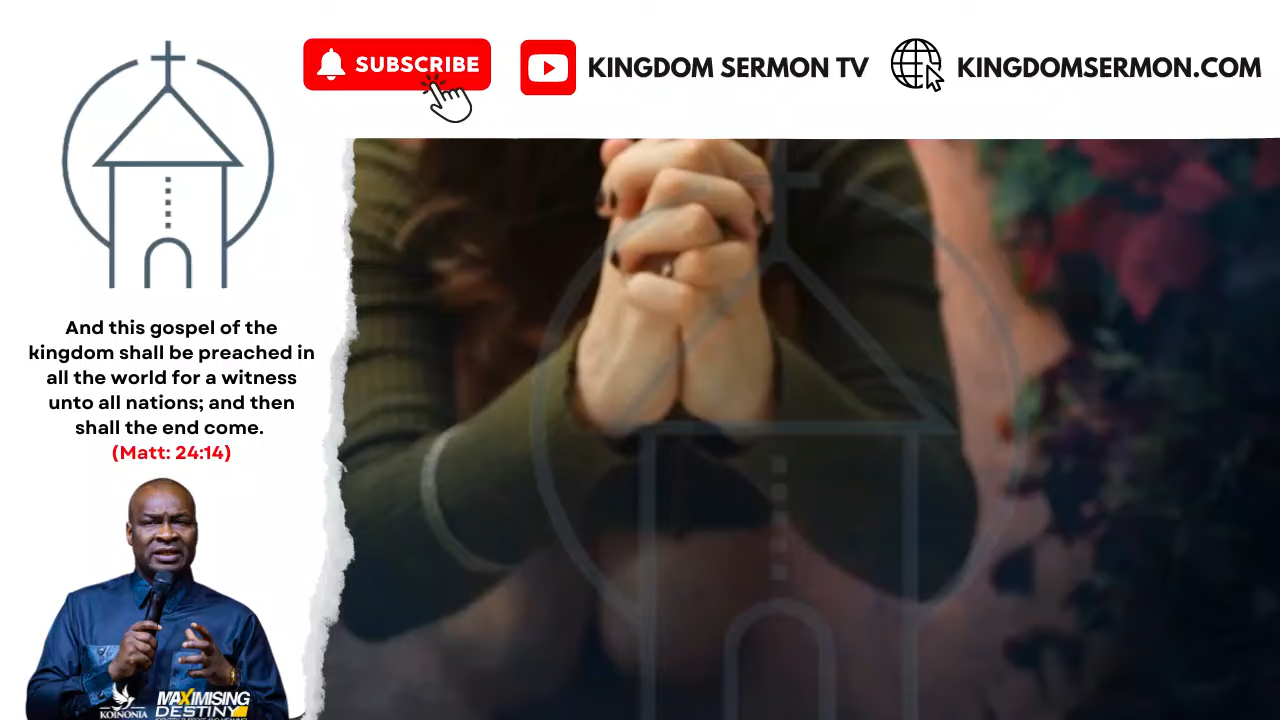 SUBSCRIBE
KINGDOM SERMON TV
KINGDOMSERMON.COM
And this gospel of the
kingdom shall be preached in
all the world for a witness
unto all nations; and then
shall the end come.
(Matt: 24:14)
KOINONIA
MAXIMISING
DESTINY